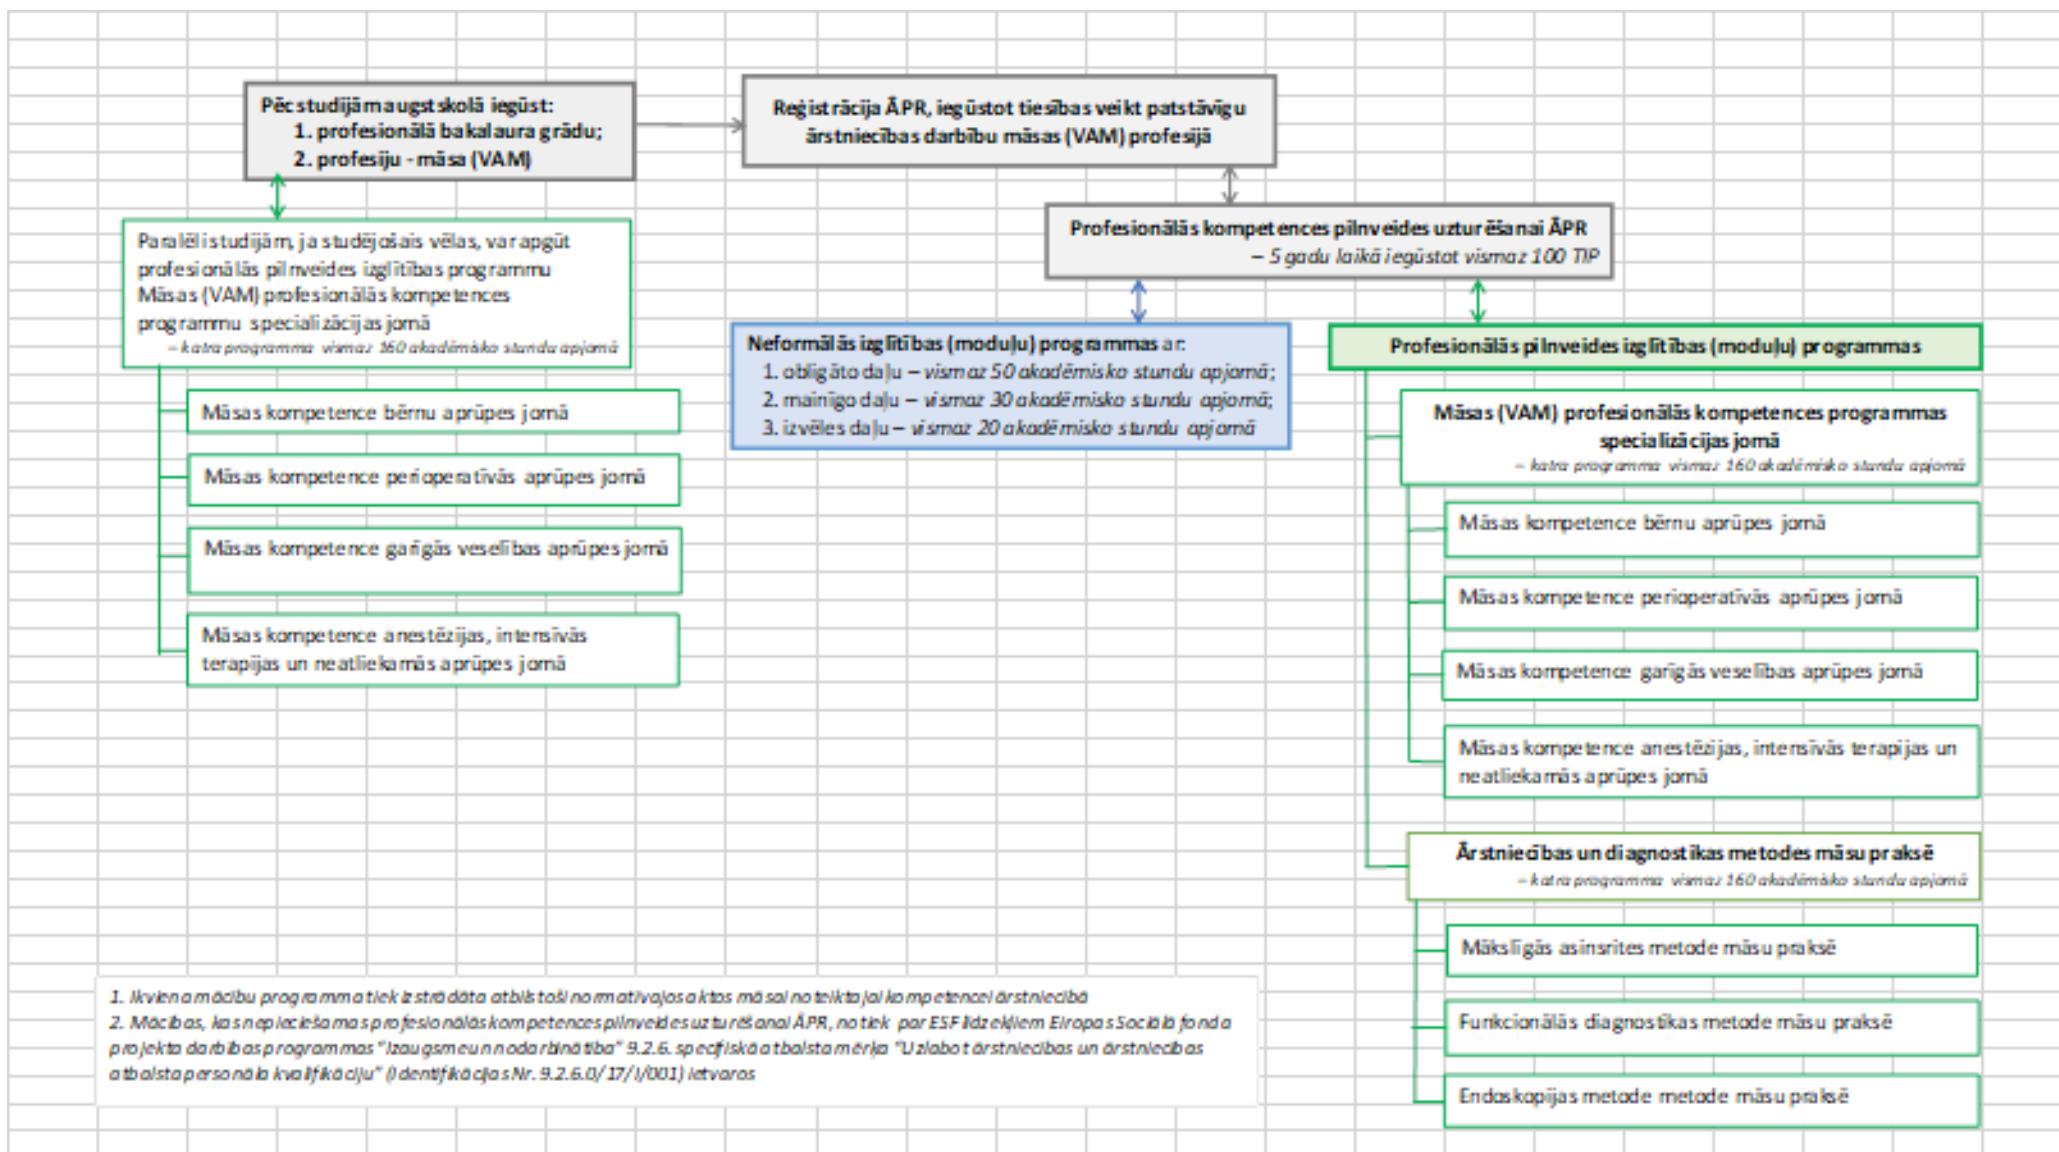 Pēc studijām augstskolā iegūst:
1. profesionālā bakalaura grādu;
2. profesiju - māsa (VAM)
Reģistrācija ĀPR, iegūstot tiesības veikt patstāvīgu
ārstniecības darbību māsas (VAM) profesijā
Profesionālās kompetences pilnveides uzturēšanai ĀPR
– 5 gadu laikā iegūstot vismaz 100 TIP
Paralēli studijām, ja studējošais vēlas, var apgūt
profesionālās pilnveides izglītības programmu
Māsas (VAM) profesionālās kompetences
programmu specializācijas jomā
– katra programma vismaz 160 akadēmisko stundu apjomā
Māsas kompetence bērnu aprūpes jomā
Māsas kompetence perioperatīvās aprūpes jomā
Māsas kompetence garīgās veselības aprūpes jomā
Māsas kompetence anestēzijas, intensīvās
terapijas un neatliekamās aprūpes jomā
Neformālās izglītības (moduļu) programmas ar:
1. obligāto daļu – vismaz 50 akadēmisko stundu apjomā;
2. mainīgo daļu – vismaz 30 akadēmisko stundu apjomā;
3. izvēles daļu – vismaz 20 akadēmisko stundu apjomā
Profesionālās pilnveides izglītības (moduļu) programmas
Māsas (VAM) profesionālās kompetences programmas
specializācijas jomā
– katra programma vismaz 160 akadēmisko stundu apjomā
Māsas kompetence bērnu aprūpes jomā
Māsas kompetence perioperatīvās aprūpes jomā
Māsas kompetence garīgās veselības aprūpes jomā
Māsas kompetence anestēzijas, intensīvās terapijas un
neatliekamās aprūpes jomā
Ārstniecības un diagnostikas metodes māsu praksē
– katra programma vismaz 160 akadēmisko stundu apjomā
Mākslīgās asinsrites metode māsu praksē
Funkcionālās diagnostikas metode māsu praksē
Endoskopijas metode metode māsu praksē
1. Ikviena mācību programma tiek izstrādāta atbilstoši normatīvajos aktos māsai noteiktajai kompetencei ārstniecībā
2. Mācības, kas nepieciešamas profesionālās kompetences pilnveides uzturēšanai ĀPR, notiek par ESF līdzekļiem Eiropas Sociālā fonda
projekta darbības programmas "Izaugsme un nodarbinātība" 9.2.6. specifiskā atbalsta mērķa "Uzlabot ārstniecības un ārstniecības
atbalsta personāla kvalifikāciju" (Identifikācijas Nr. 9.2.6.0/17/I/001) ietvaros